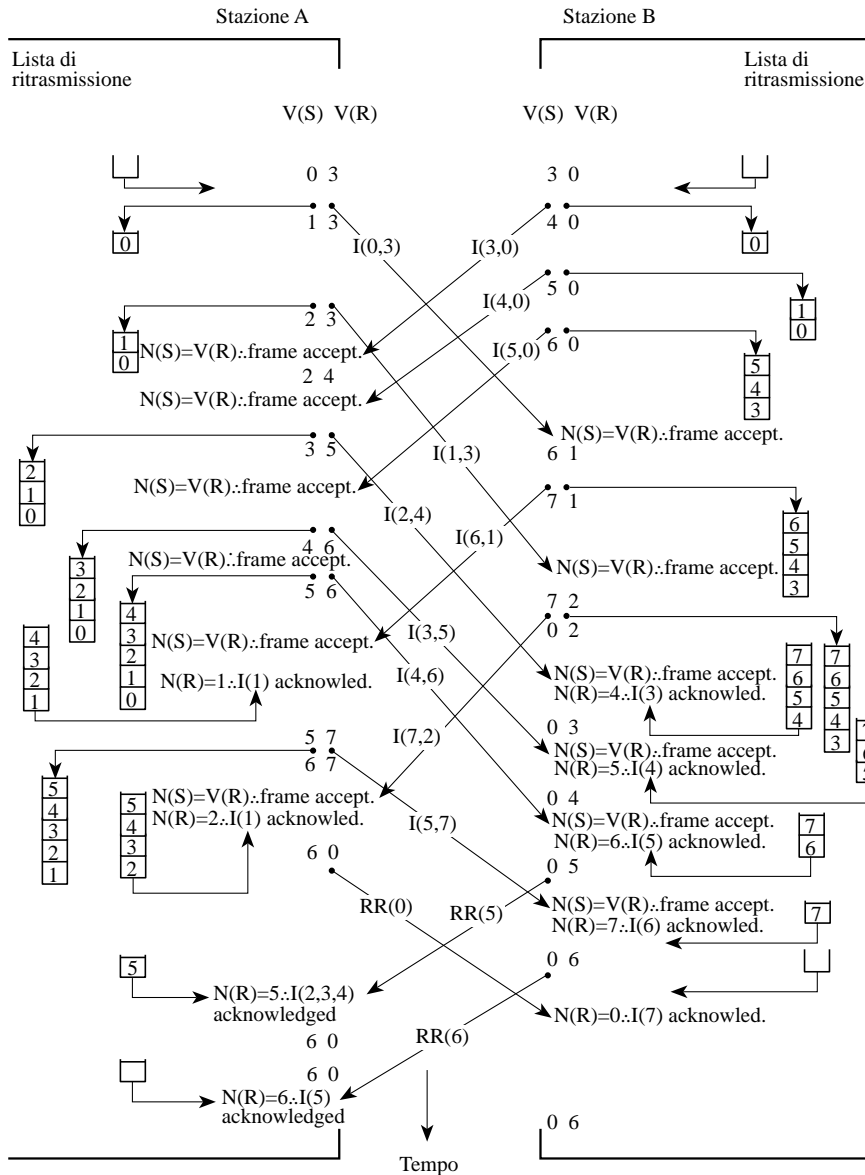 Stazione A Stazione B
Lista di ritrasmissione Lista di ritrasmissione
V(S) V(R) V(S) V(R)
0 3 3 0
1 3 4 0
0 0
I(0,3) I(3,0)
5 0
I(4,0)
1
0
2 3
6 0
1
0
N(S)=V(R)∴frame accept.
I(5,0)
2 4
5
4
3
N(S)=V(R)∴frame accept.
N(S)=V(R)∴frame accept.
3 5
6 1
I(1,3)
2
1
0
N(S)=V(R)∴frame accept.
7 1
I(2,4)
6
5
4
3
I(6,1)
4 6
N(S)=V(R)∴frame accept.
N(S)=V(R)∴frame accept.
3
2
1
0
5 6
7 2
0 2
4
3
2
1
0
I(3,5)
4
3
2
1
N(S)=V(R)∴frame accept.
I(4,6)
N(R)=1∴I(1) acknowled.
N(S)=V(R)∴frame accept.
N(R)=4∴I(3) acknowled.
7
6
5
4
7
6
5
4
3
0 3
5 7
6 7
I(7,2)
N(S)=V(R)∴frame accept.
N(R)=5∴I(4) acknowled.
5
4
3
2
1
5
4
3
2
N(S)=V(R)∴frame accept.
N(R)=2∴I(1) acknowled.
0 4
I(5,7)
N(S)=V(R)∴frame accept.
N(R)=6∴I(5) acknowled.
7
6
6 0
0 5
RR(0) RR(5)
N(S)=V(R)∴frame accept.
N(R)=7∴I(6) acknowled.
7
0 6
5
N(R)=5∴I(2,3,4)
acknowledged
N(R)=0∴I(7) acknowled.
6 0
RR(6)
6 0
N(R)=6∴I(5)
acknowledged
0 6
Tempo